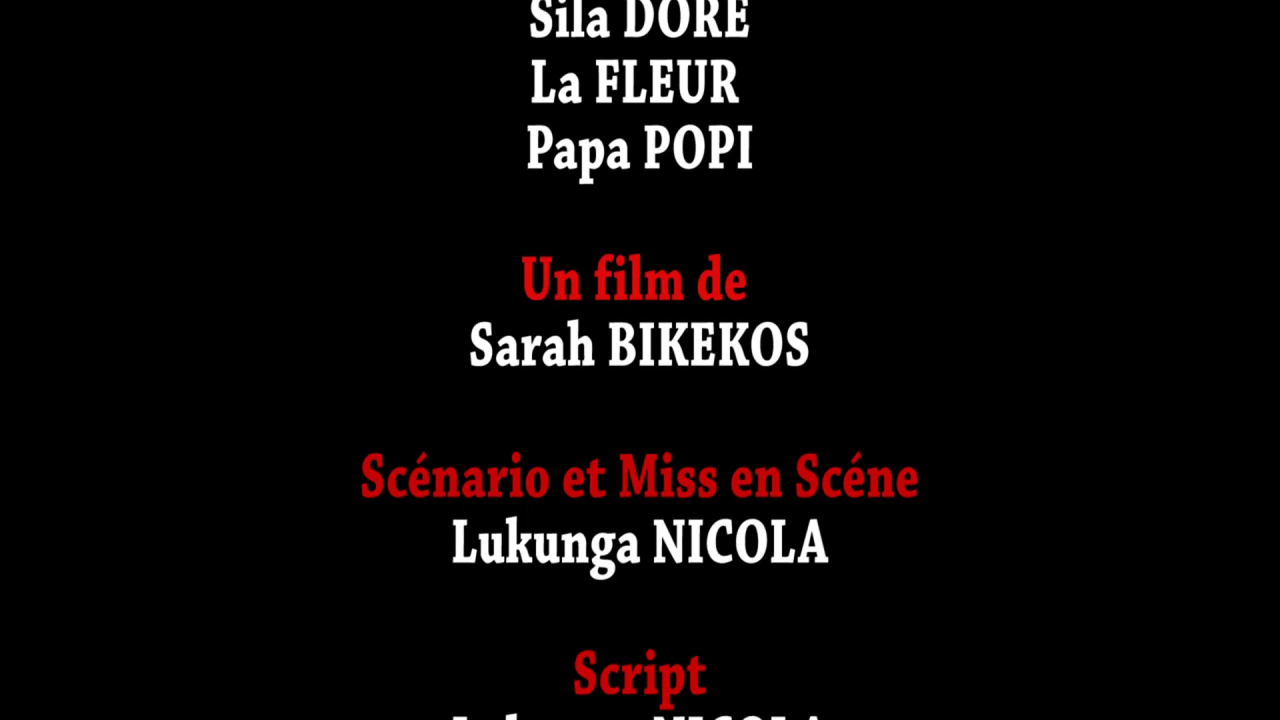 Sila DORE
La FLEUR
Papa POPI
Un film de
Sarah BIKEKOS
Scénario et Miss en Scéne
Lukunga NICOLA
Script